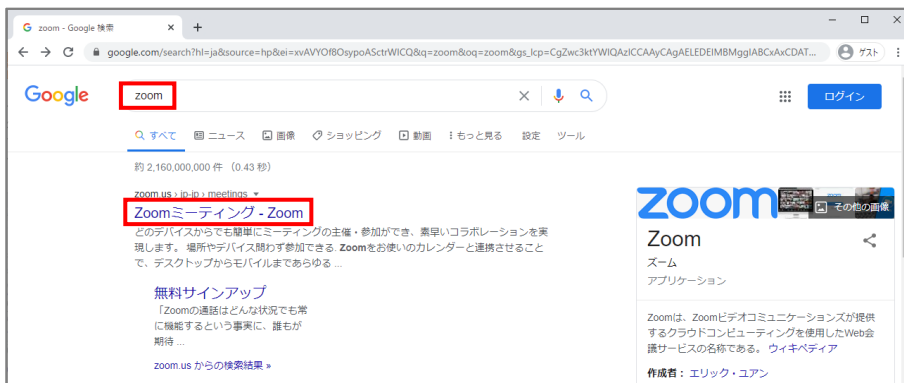 zoom - Google 検索
google.com/search?hl=ja&source=hp&ei=xvAVYOf8OsypoASctrWICQ&q=zoom&oq=zoom&gs_lcp=CgZwc3ktYWIQAzICCAAyCAgAELEDEIMBMggIABCxAxCDAT...
ゲスト
Google
zoom
ログイン
すべて ニュース 画像 ショッピング 動画 もっと見る 設定 ツール
約 2,160,000,000 件 (0.43 秒)
zoom.us › jp-jp › meetings
Zoomミーティング - Zoom
どのデバイスからでも簡単にミーティングの主催・参加ができ、素早いコラボレーションを実
現します。 場所やデバイス問わず参加できる. Zoomをお使いのカレンダーと連携させること
で、デスクトップからモバイルまであらゆる ...
無料サインアップ
「Zoomの通話はどんな状況でも常
に機能するという事実に、誰もが
期待 ...
zoom.us からの検索結果 »
zoom
その他の画像
Zoom
ズーム
アプリケーション
Zoomは、Zoomビデオコミュニケーションズが提供
するクラウドコンピューティングを使用したWeb会
議サービスの名称である。 ウィキペディア
作成者： エリック・ユアン